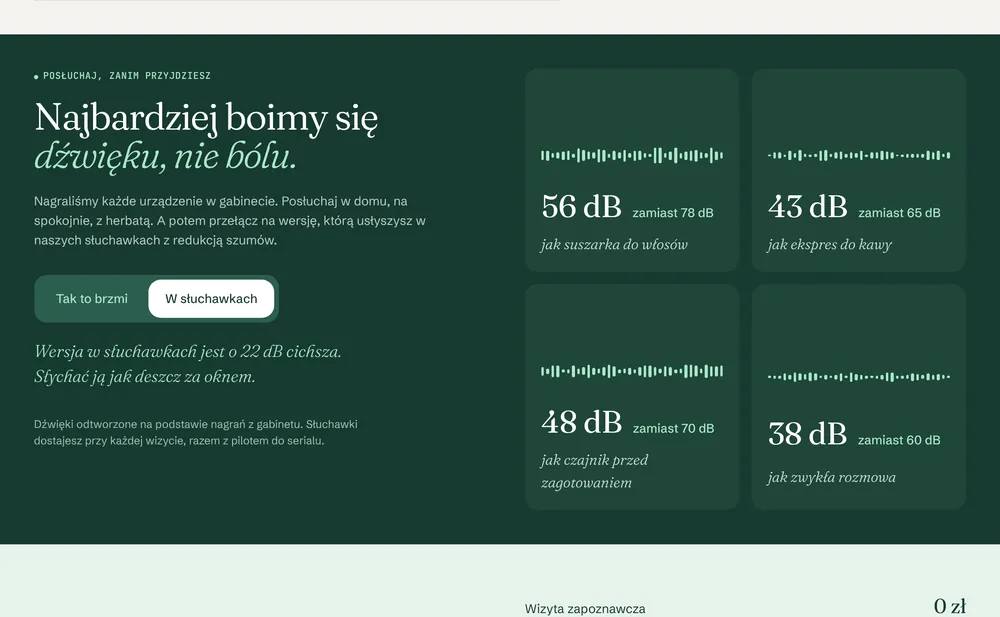 POSŁUCHAJ, ZANIM PRZYJDZIESZ
Najbardziej boimy się
dźwięku, nie bólu.
Nagraliśmy każde urządzenie w gabinecie. Posłuchaj w domu, na
spokojnie, z herbatą. A potem przełącz na wersję, którą usłyszysz w
naszych słuchawkach z redukcją szumów.
Tak to brzmi
W słuchawkach
Wersja w słuchawkach jest o 22 dB cichsza.
Słychać ją jak deszcz za oknem.
Dźwięki odtworzone na podstawie nagrań z gabinetu. Słuchawki
dostajesz przy każdej wizycie, razem z pilotem do serialu.
56 dB zamiast 78 dB
jak suszarka do włosów
43 dB zamiast 65 dB
jak ekspres do kawy
48 dB zamiast 70 dB
jak czajnik przed
zagotowaniem
38 dB zamiast 60 dB
jak zwykła rozmowa
Wizyta zapoznawcza
0 zł